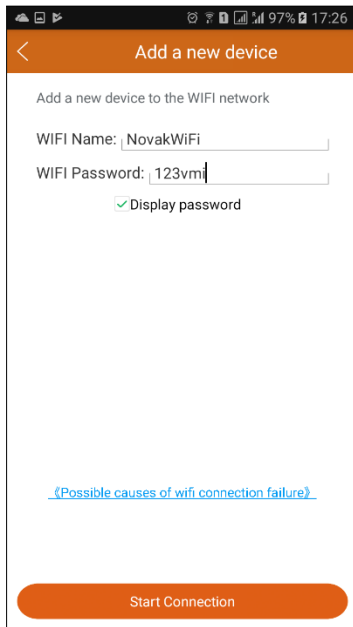 97% 17:26
Add a new device
Add a new device to the WIFI network
WIFI Name: NovakWiFi
WIFI Password: 123vmi
Display password
《Possible causes of wifi connection failure》
Start Connection